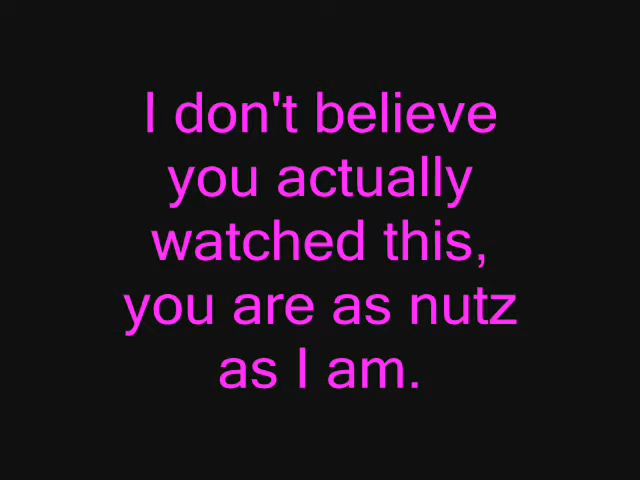 I don't believe
you actually
watched this,
you are as nutz
as I am.